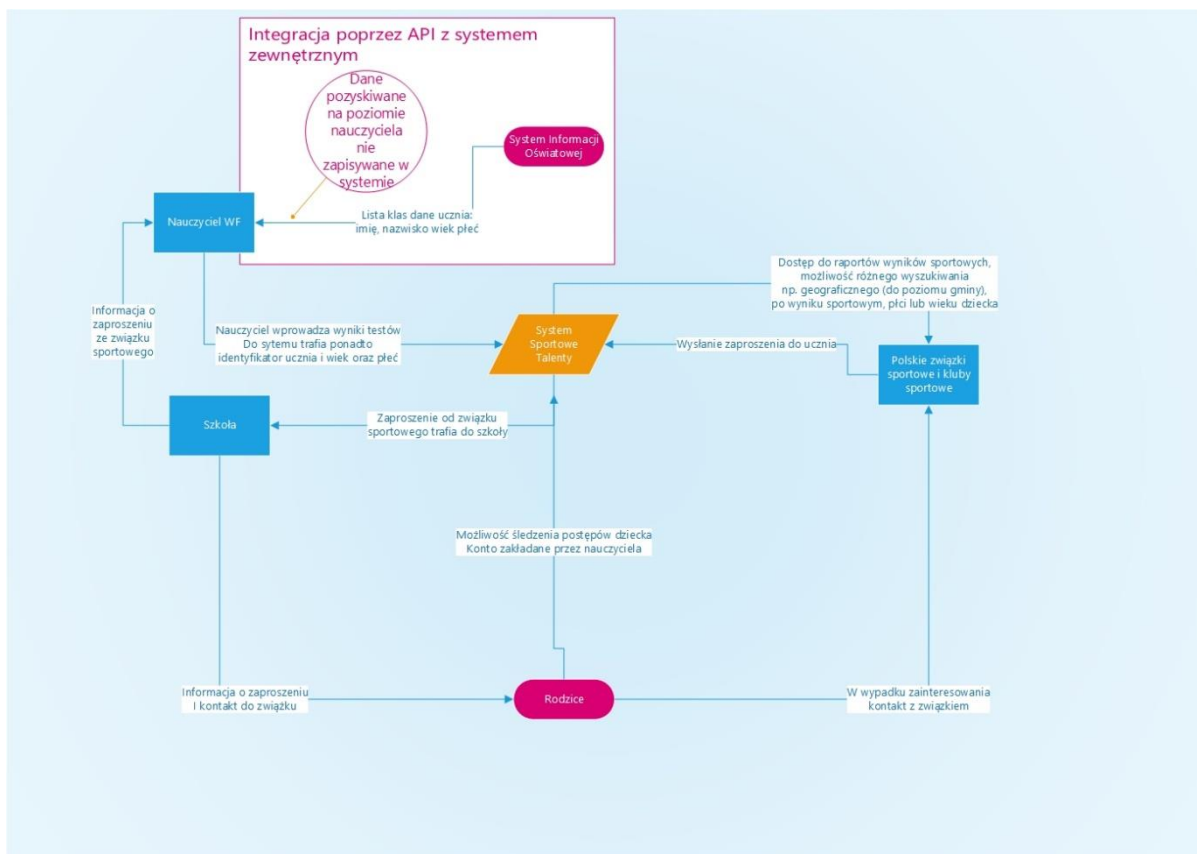 Integracja poprzez API z systemem
zewnętrznym
Dane
pozyskiwane
na poziomie
nauczyciela
nie
zapisywane w
systemie
System Informacji
Oświatowej
Nauczyciel WF
Lista klas dane ucznia:
imię, nazwisko wiek płeć
Dostęp do raportów wyników sportowych,
możliwość różnego wyszukiwania
np. geograficznego (do poziomu gminy),
po wyniku sportowym, płci lub wieku dziecka
Informacja o
zaproszeniu
ze związku
sportowego
Nauczyciel wprowadza wyniki testów
Do sytemu trafia ponadto
identyfikator ucznia i wiek oraz płeć
System
Sportowe
Talenty
Wysłanie zaproszenia do ucznia
Polskie związki
sportowe i kluby
sportowe
Szkoła
Zaproszenie od związku
sportowego trafia do szkoły
Możliwość śledzenia postępów dziecka
Konto zakładane przez nauczyciela
Informacja o zaproszeniu
I kontakt do związku
Rodzice
W wypadku zainteresowania
kontakt z związkiem